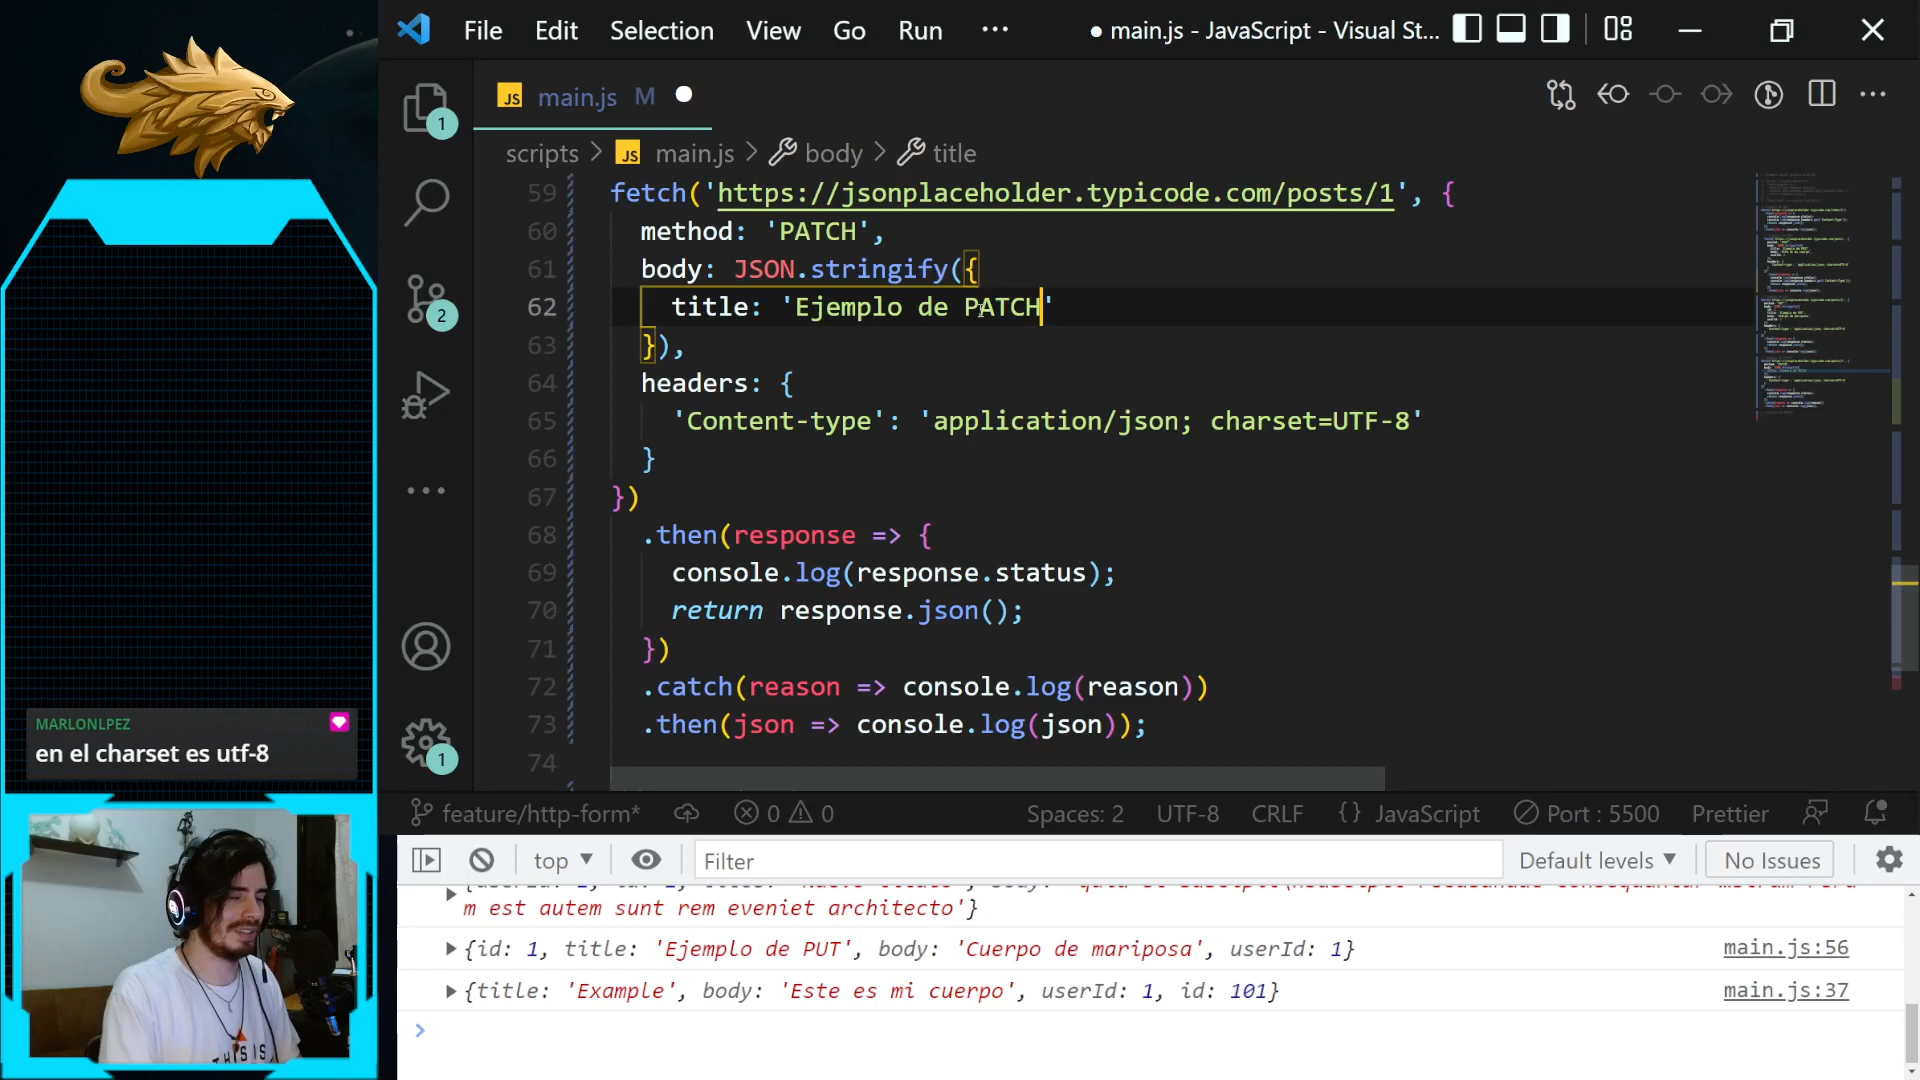 File Edit Selection View Go Run ··· ● main.js - JavaScript - Visual St...
JS main.js M
scripts > JS main.js > body > title
59 fetch('https://jsonplaceholder.typicode.com/posts/1', {
60 method: 'PATCH',
61 body: JSON.stringify({
62 title: 'Ejemplo de PATCH'
63 }),
64 headers: {
65 'Content-type': 'application/json; charset=UTF-8'
66 }
67 })
68 .then(response => {
69 console.log(response.status);
70 return response.json();
71 })
72 .catch(reason => console.log(reason))
73 .then(json => console.log(json));
74
1
2
1
MARLONLPEZ
en el charset es utf-8
feature/http-form* 0 0 Spaces: 2 UTF-8 CRLF {} JavaScript Port : 5500 Prettier
top Filter Default levels No Issues
m est autem sunt rem eveniet architecto'}
{id: 1, title: 'Ejemplo de PUT', body: 'Cuerpo de mariposa', userId: 1} main.js:56
{title: 'Example', body: 'Este es mi cuerpo', userId: 1, id: 101} main.js:37
>
THIS IS